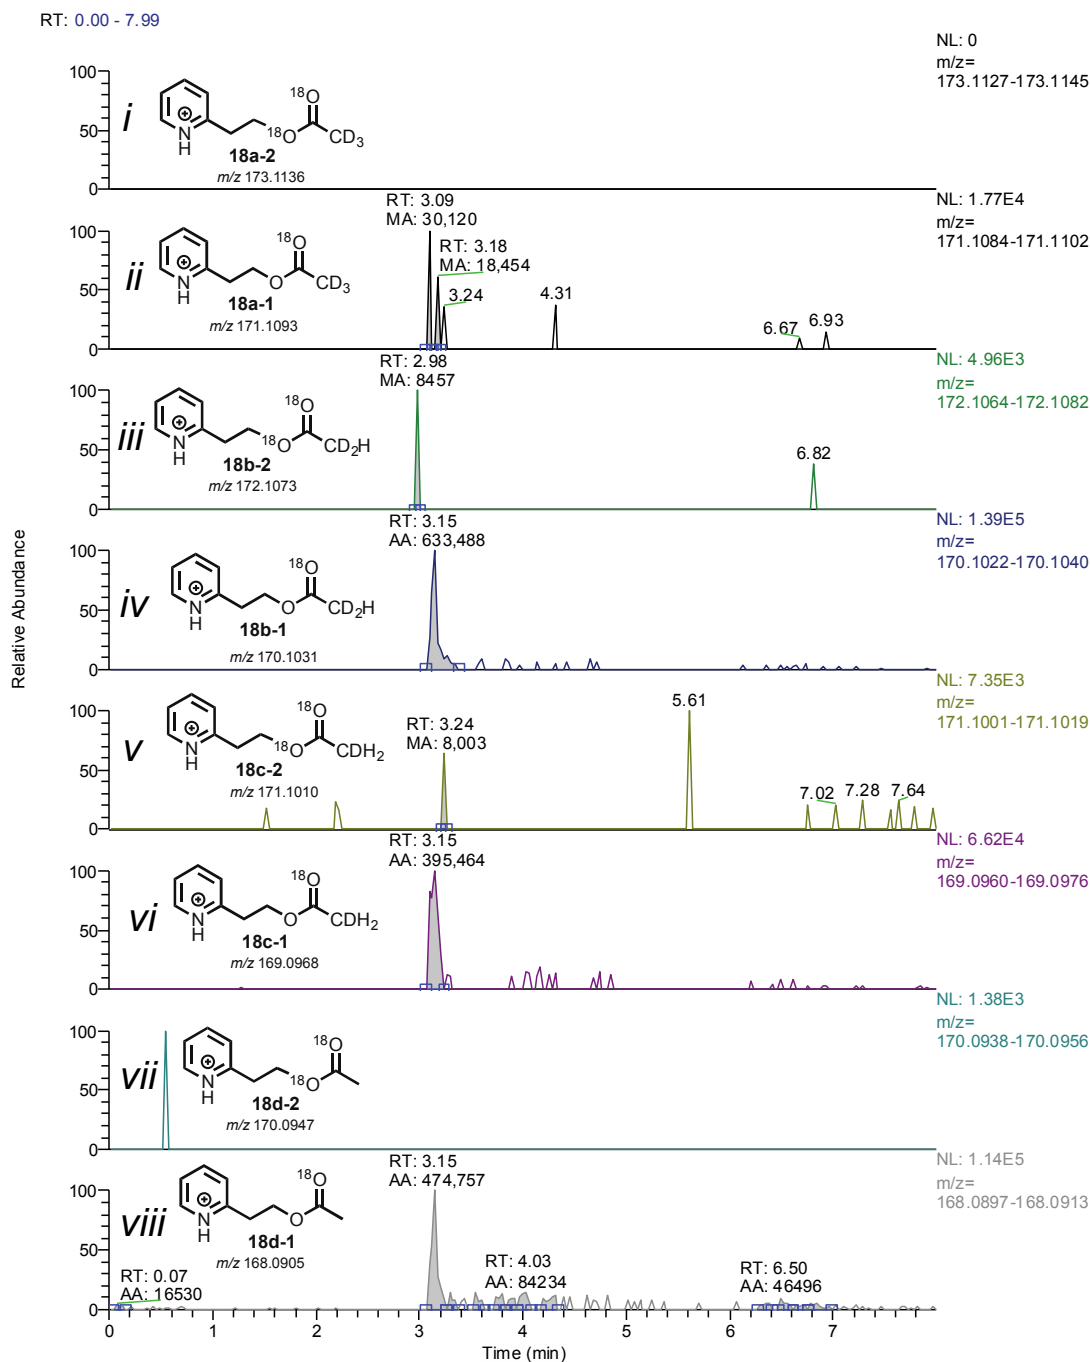 RT: 0.00 - 7.99
NL: 0
m/z=
173.1127-173.1145
100
50
0
i
18O
18O
CD3
N
H
18a-2
m/z 173.1136
NL: 1.77E4
m/z=
171.1084-171.1102
RT: 3.09
MA: 30,120
RT: 3.18
MA: 18,454
3.24
4.31
6.67
6.93
100
50
0
ii
18O
O
CD3
N
H
18a-1
m/z 171.1093
NL: 4.96E3
m/z=
172.1064-172.1082
RT: 2.98
MA: 8457
6.82
100
50
0
iii
18O
18O
CD2H
N
H
18b-2
m/z 172.1073
NL: 1.39E5
m/z=
170.1022-170.1040
RT: 3.15
AA: 633,488
100
50
0
iv
18O
O
CD2H
N
H
18b-1
m/z 170.1031
NL: 7.35E3
m/z=
171.1001-171.1019
RT: 3.24
MA: 8,003
5.61
7.02
7.28
7.64
100
50
0
v
18O
18O
CDH2
N
H
18c-2
m/z 171.1010
NL: 6.62E4
m/z=
169.0960-169.0976
RT: 3.15
AA: 395,464
100
50
0
vi
18O
O
CDH2
N
H
18c-1
m/z 169.0968
NL: 1.38E3
m/z=
170.0938-170.0956
100
50
0
vii
18O
18O
N
H
18d-2
m/z 170.0947
NL: 1.14E5
m/z=
168.0897-168.0913
RT: 3.15
AA: 474,757
100
50
0
viii
18O
O
N
H
18d-1
m/z 168.0905
RT: 0.07
AA: 16530
RT: 4.03
AA: 84234
RT: 6.50
AA: 46496
0 1 2 3 4 5 6 7
Time (min)
Relative Abundance